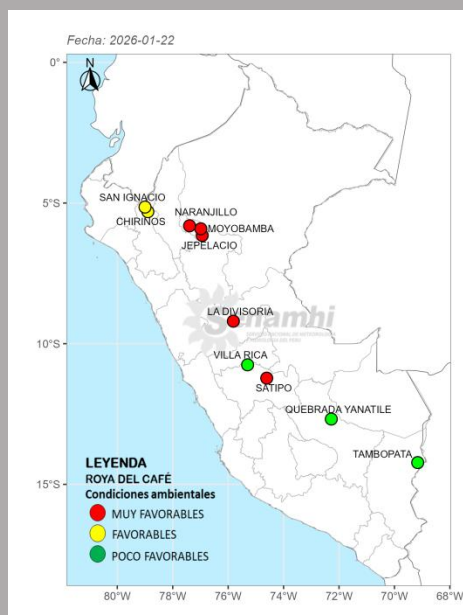 Fecha: 2026-01-22
N
0°
SAN IGNACIO
5°S
NARANJILLO
CHIRINOS
MOYOBAMBA
JEPELACIO
LA DIVISORIA
Senamhi
10°S
VILLA RICA
SATIPO
QUEBRADA YANATILE
TAMBOPATA
LEYENDA
ROYA DEL CAFÉ
15°S
Condiciones ambientales
MUY FAVORABLES
FAVORABLES
POCO FAVORABLES
80°W 78°W 76°W 74°W 72°W 70°W 68°W